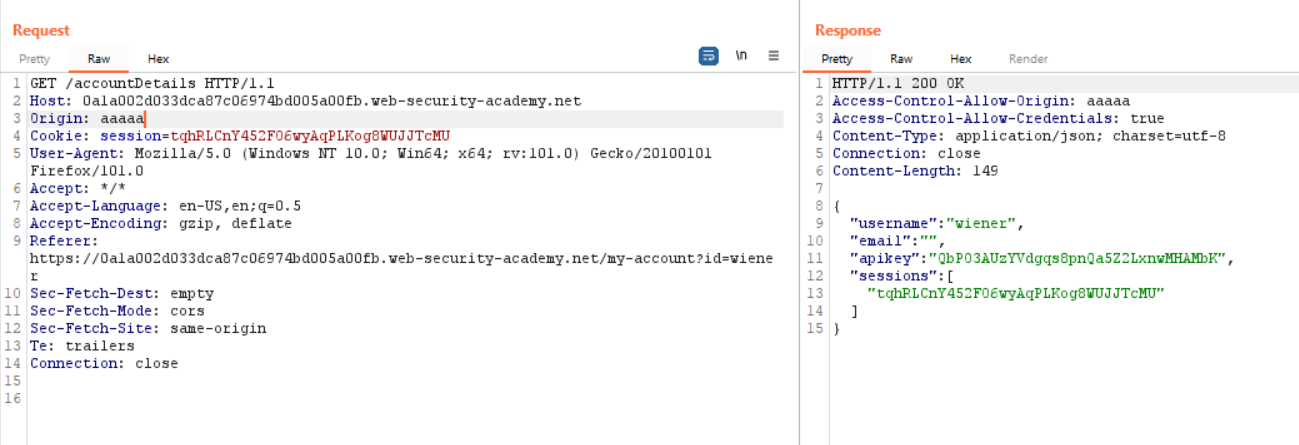 Request
Pretty Raw Hex \n
1 GET /accountDetails HTTP/1.1
2 Host: 0a1a002d033dca87c06974bd005a00fb.web-security-academy.net
3 Origin: aaaaa
4 Cookie: session=tqhRLCnY452F06wyAqPLKog8WUJJTcMU
5 User-Agent: Mozilla/5.0 (Windows NT 10.0; Win64; x64; rv:101.0) Gecko/20100101
Firefox/101.0
6 Accept: */*
7 Accept-Language: en-US,en;q=0.5
8 Accept-Encoding: gzip, deflate
9 Referer:
https://0a1a002d033dca87c06974bd005a00fb.web-security-academy.net/my-account?id=wiene
r
10 Sec-Fetch-Dest: empty
11 Sec-Fetch-Mode: cors
12 Sec-Fetch-Site: same-origin
13 Te: trailers
14 Connection: close
15
16
Response
Pretty Raw Hex Render
1 HTTP/1.1 200 OK
2 Access-Control-Allow-Origin: aaaaa
3 Access-Control-Allow-Credentials: true
4 Content-Type: application/json; charset=utf-8
5 Connection: close
6 Content-Length: 149
7
8 {
9 "username":"wiener",
10 "email":"",
11 "apikey":"QbP03AUzYVdgqs8pnQa5Z2LxnwMHAMbK",
12 "sessions":[
13 "tqhRLCnY452F06wyAqPLKog8WUJJTcMU"
14 ]
15 }